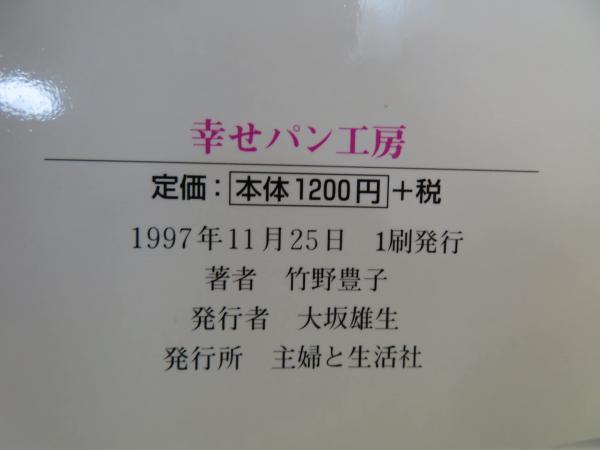 幸せパン工房
定価：本体1200円+税
1997年11月25日　1刷発行
著者　竹野豊子
発行者　大坂雄生
発行所　主婦と生活社